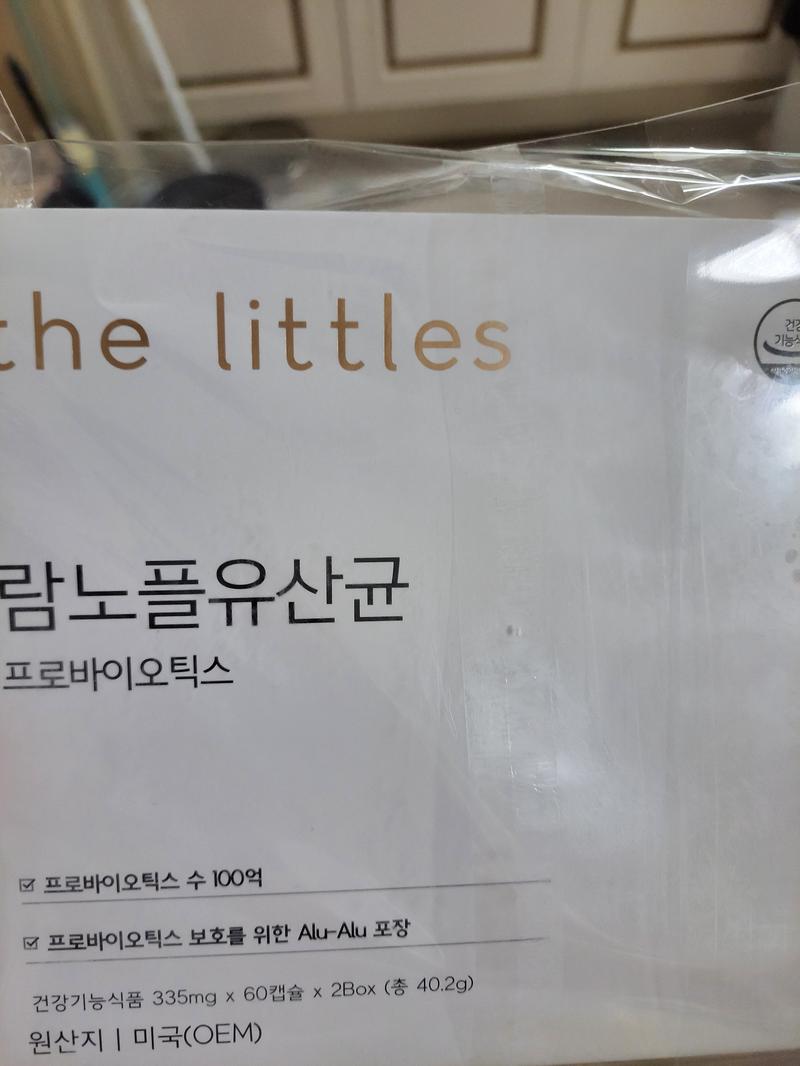 the littles
람노플유산균
프로바이오틱스
프로바이오틱스 수 100억
프로바이오틱스 보호를 위한 Alu-Alu 포장
건강기능식품 335mg x 60캡슐 x 2Box (총 40.2g)
원산지 | 미국(OEM)